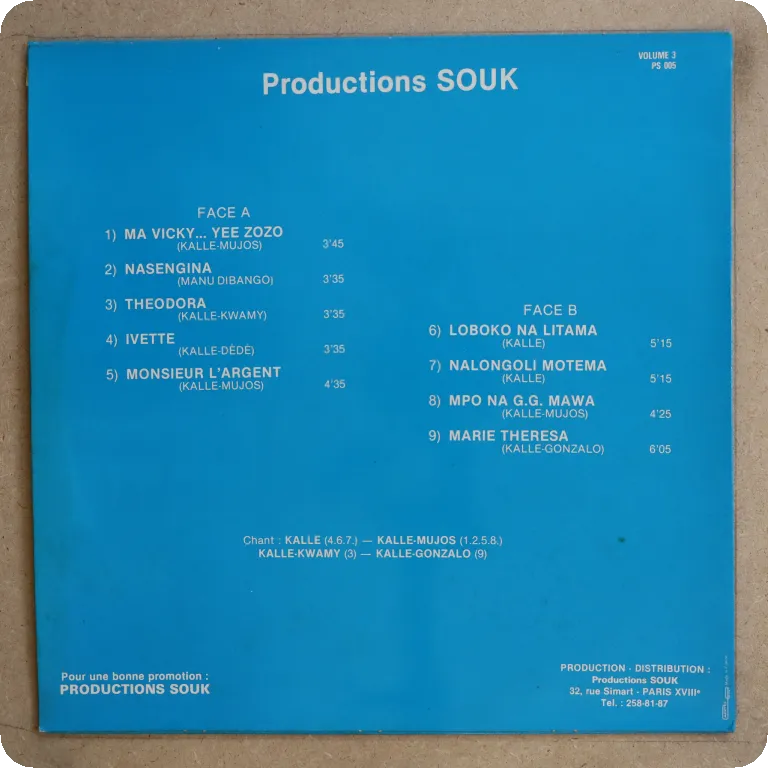 VOLUME 3
PS 005
Productions SOUK
FACE A
1) MA VICKY... YEE ZOZO
(KALLE-MUJOS) 3'45
2) NASENGINA
(MANU DIBANGO) 3'35
3) THEODORA
(KALLE-KWAMY) 3'35
4) IVETTE
(KALLE-DÉDÉ) 3'35
5) MONSIEUR L'ARGENT
(KALLE-MUJOS) 4'35
FACE B
6) LOBOKO NA LITAMA
(KALLE) 5'15
7) NALONGOLI MOTEMA
(KALLE) 5'15
8) MPO NA G.G. MAWA
(KALLE-MUJOS) 4'25
9) MARIE THERESA
(KALLE-GONZALO) 6'05
Chant : KALLE (4.6.7.) — KALLE-MUJOS (1.2.5.8.)
KALLE-KWAMY (3) — KALLE-GONZALO (9)
Pour une bonne promotion :
PRODUCTIONS SOUK
PRODUCTION - DISTRIBUTION :
Productions SOUK
32, rue Simart - PARIS XVIIIe
Tel. : 258-81-87